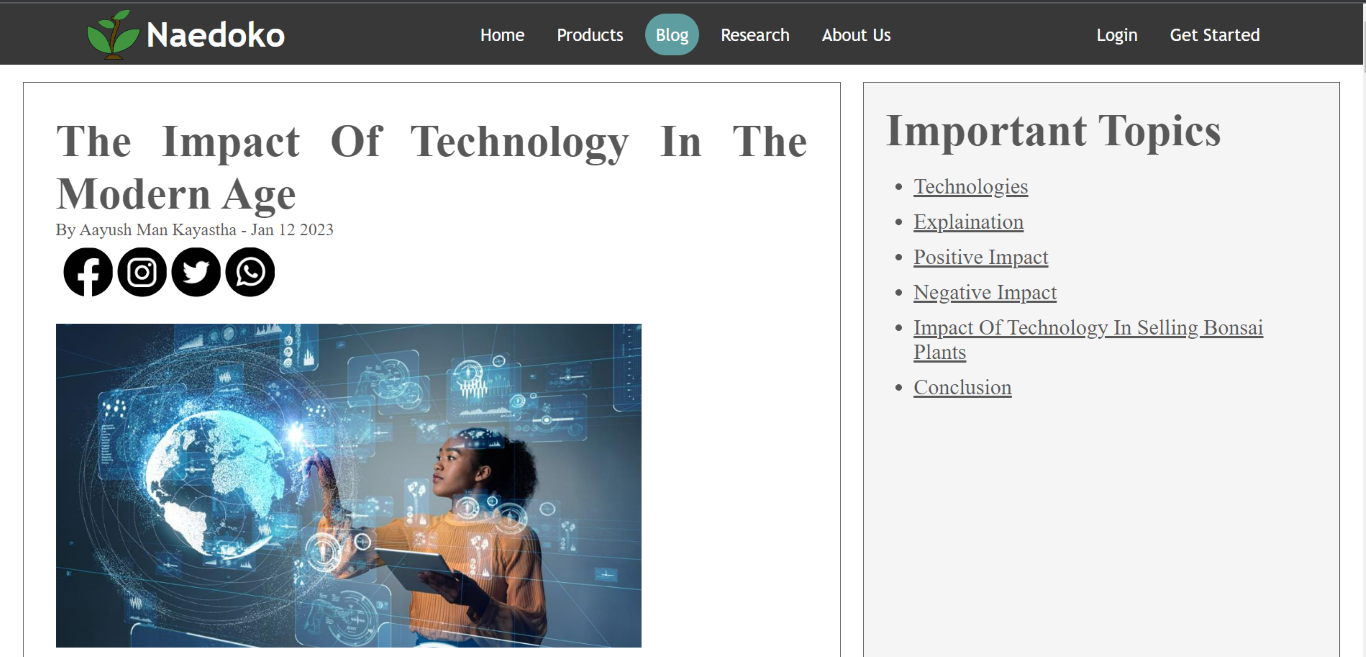 Naedoko
Home Products Blog Research About Us
Login Get Started
The Impact Of Technology In The
Modern Age
By Aayush Man Kayastha - Jan 12 2023
Important Topics
Technologies
Explaination
Positive Impact
Negative Impact
Impact Of Technology In Selling Bonsai
Plants
Conclusion